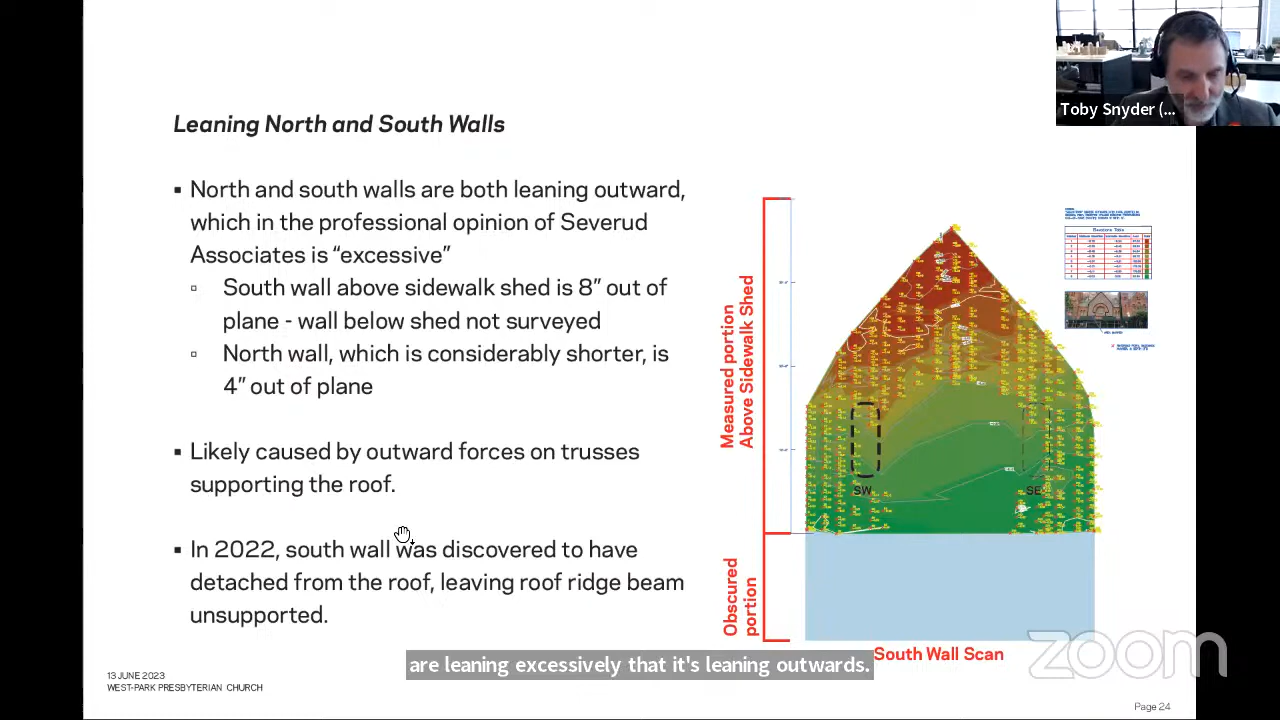 Toby Snyder (...
Leaning North and South Walls
▪ North and south walls are both leaning outward,
which in the professional opinion of Severud
Associates is “excessive”
▫ South wall above sidewalk shed is 8” out of
plane - wall below shed not surveyed
▫ North wall, which is considerably shorter, is
4” out of plane
▪ Likely caused by outward forces on trusses
supporting the roof.
▪ In 2022, south wall was discovered to have
detached from the roof, leaving roof ridge beam
unsupported.
Measured portion
Above Sidewalk Shed
SW
SE
Obscured
portion
South Wall Scan
are leaning excessively that it's leaning outwards.
zoom
13 JUNE 2023
WEST-PARK PRESBYTERIAN CHURCH
Page 24